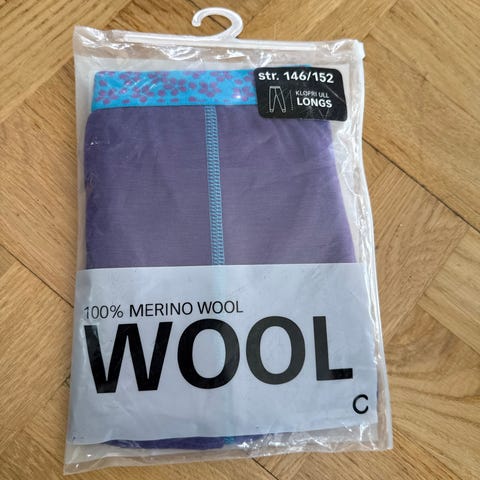 str. 146/152
KLØFRI ULL
LONGS
100% MERINO WOOL
WOOL
C